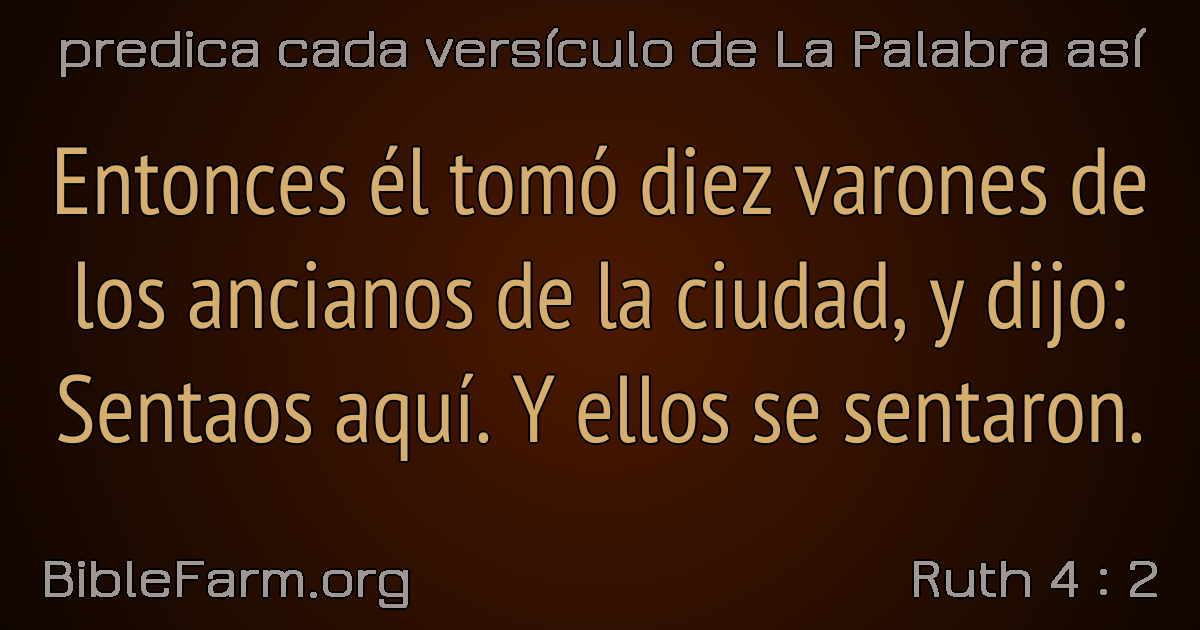 predica cada versículo de La Palabra así
Entonces él tomó diez varones de
los ancianos de la ciudad, y dijo:
Sentaos aquí. Y ellos se sentaron.
BibleFarm.org
Ruth 4 : 2